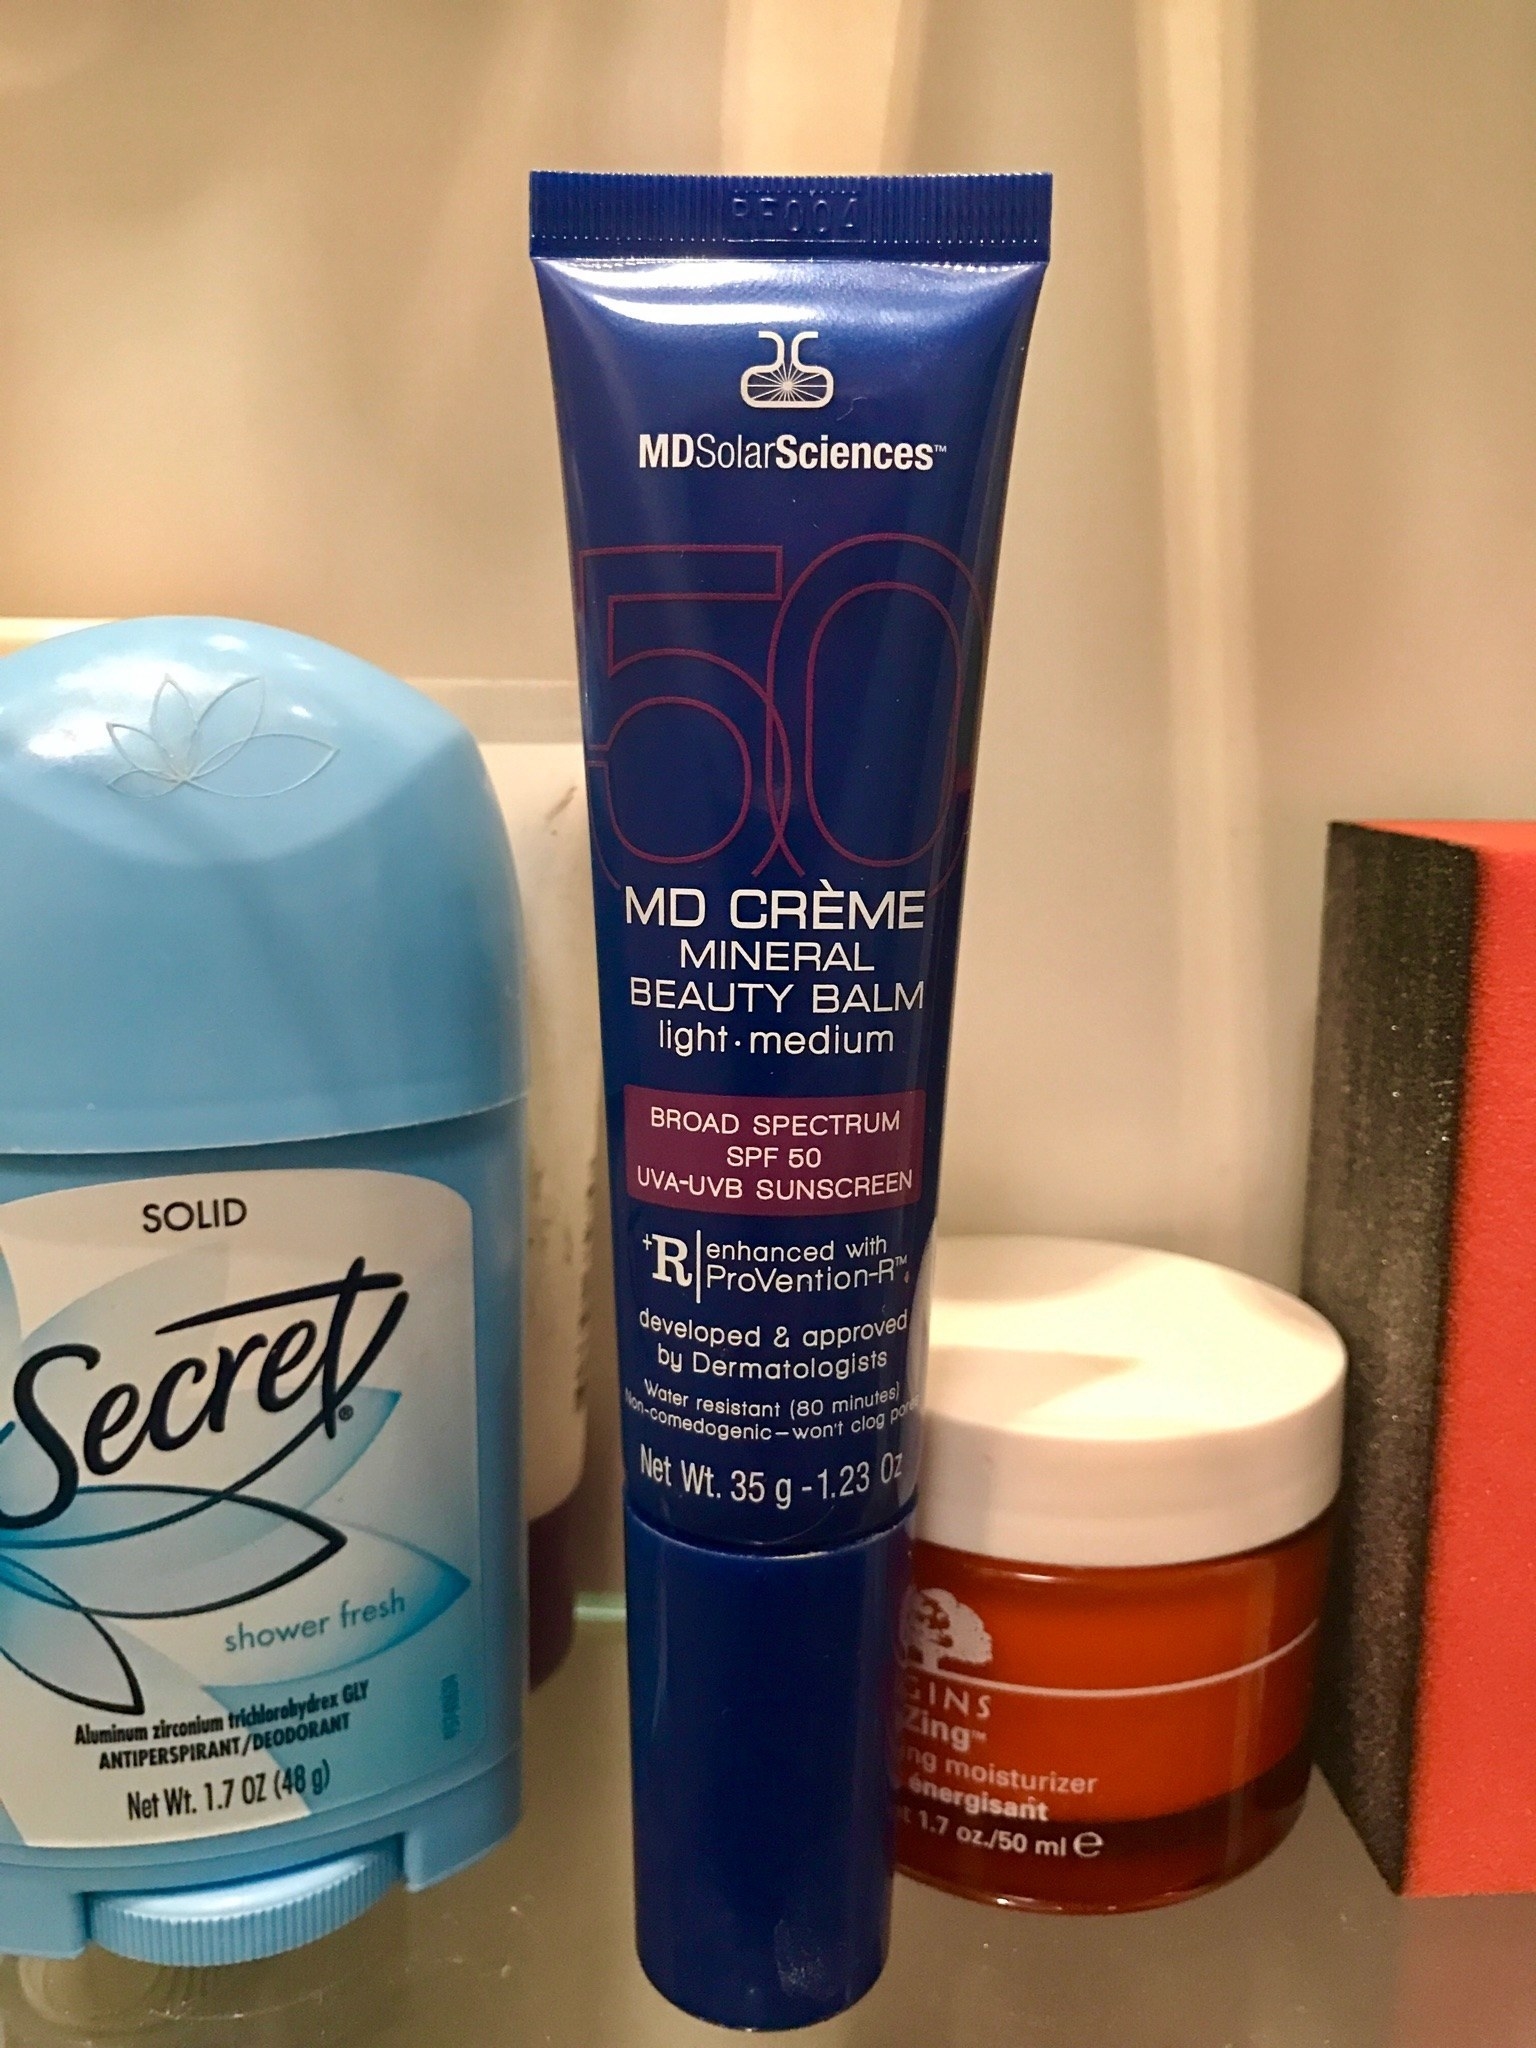 MDSolarSciences™
50
MD CRÈME
MINERAL
BEAUTY BALM
light · medium
BROAD SPECTRUM
SPF 50
UVA-UVB SUNSCREEN
+R enhanced with
ProVention-R™
developed & approved
by Dermatologists
Water resistant (80 minutes)
Non-comedogenic—won't clog
Net Wt. 35 g - 1.23 Oz
SOLID
Secret®
shower fresh
Aluminum zirconium trichlorohydrex GLY
ANTIPERSPIRANT/DEODORANT
Net Wt. 1.7 OZ (48 g)
GINS
Zing™
moisturizer
énergisant
1.7 oz./50 ml ℮